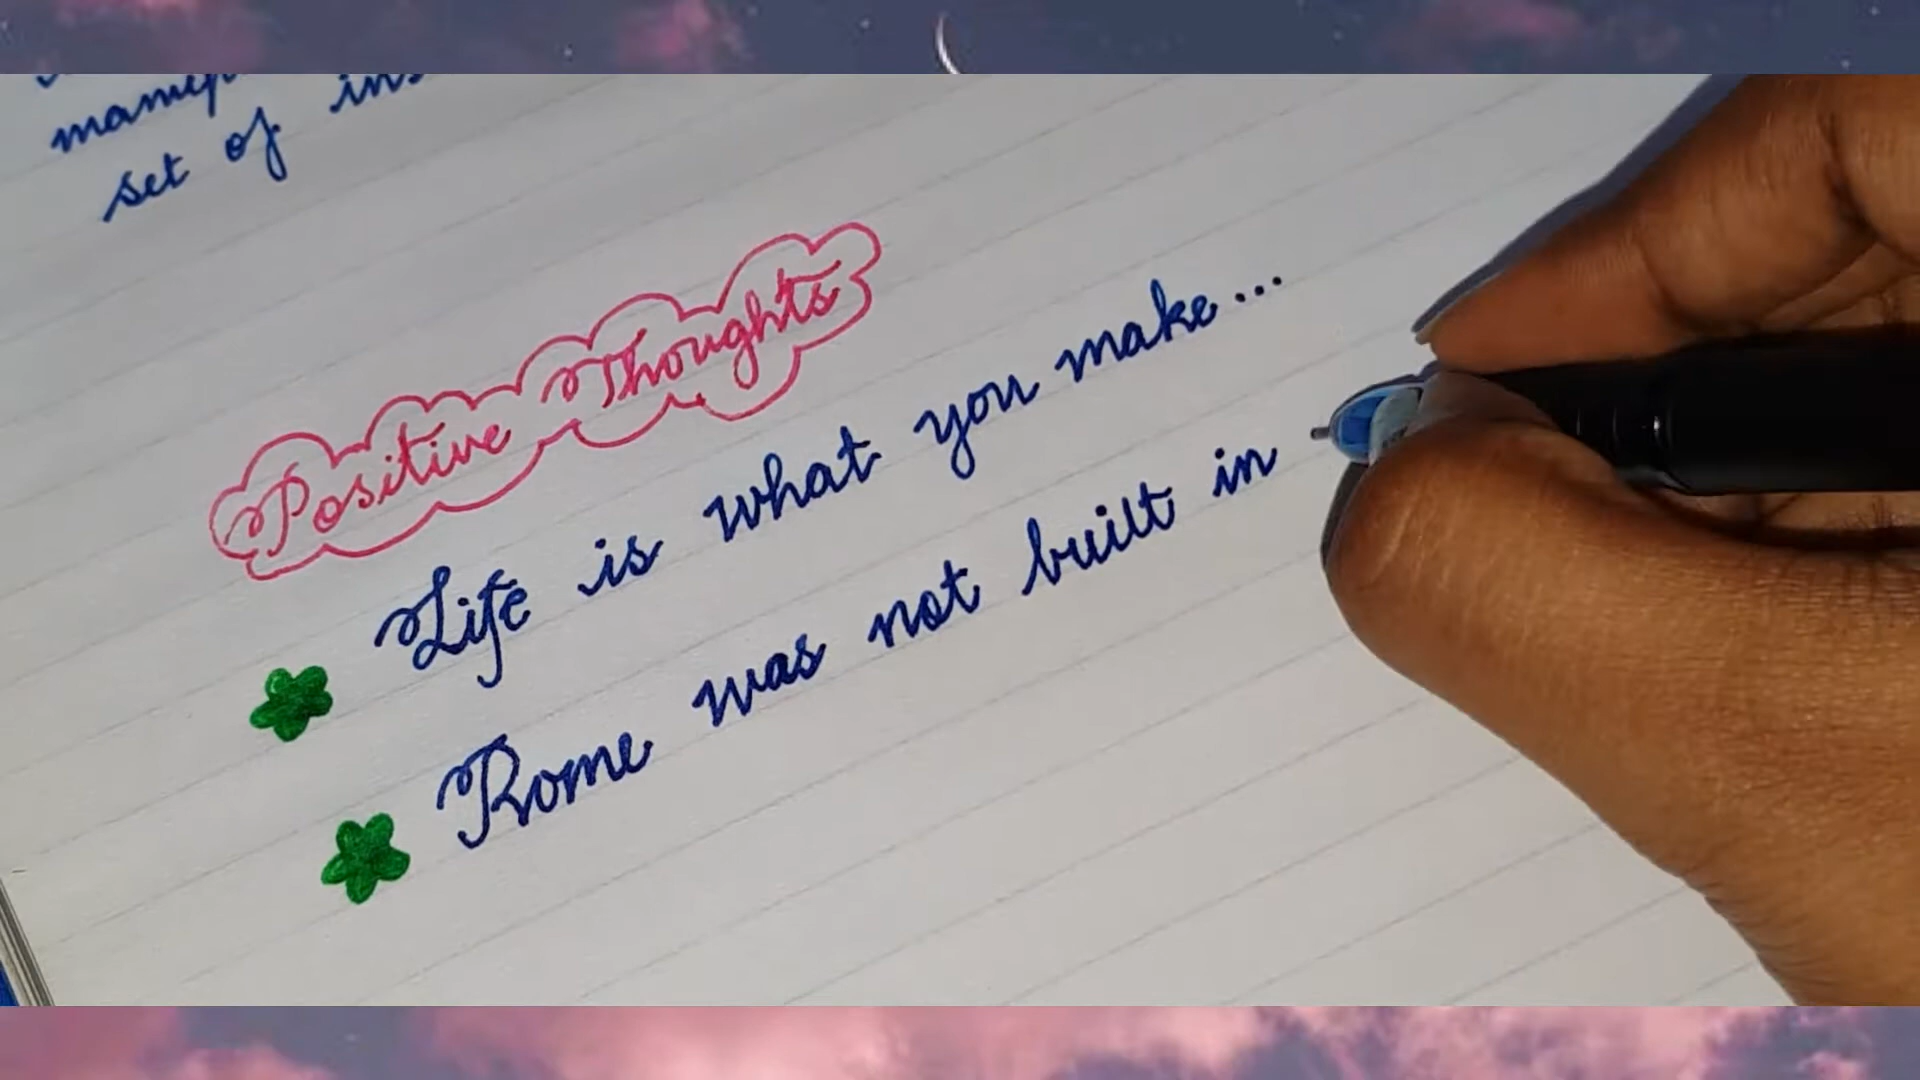 set of
Positive Thoughts
Life is what you make...
Rome was not built in